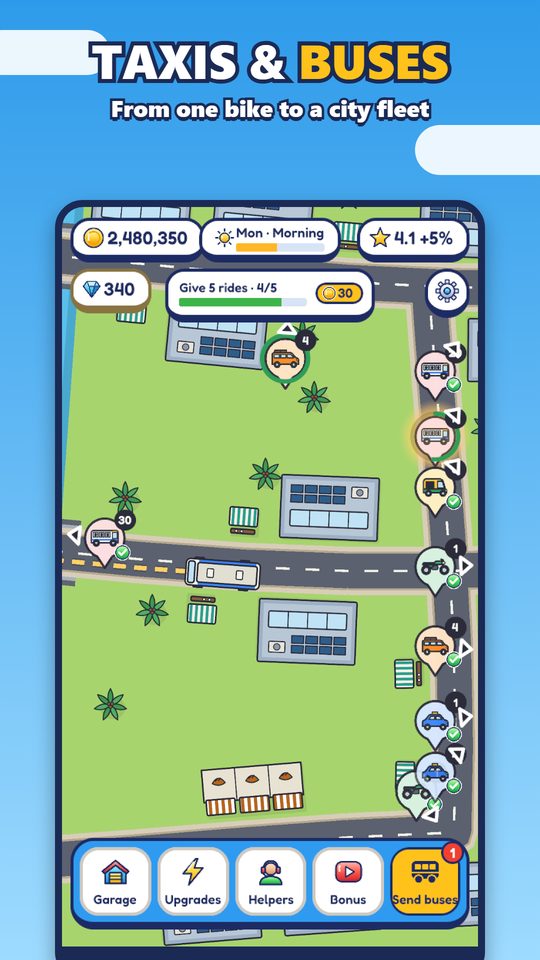 TAXIS & BUSES
From one bike to a city fleet
2,480,350
Mon · Morning
4.1 +5%
340
Give 5 rides · 4/5
30
4
30
1
4
1
Garage
Upgrades
Helpers
Bonus
Send buses
1